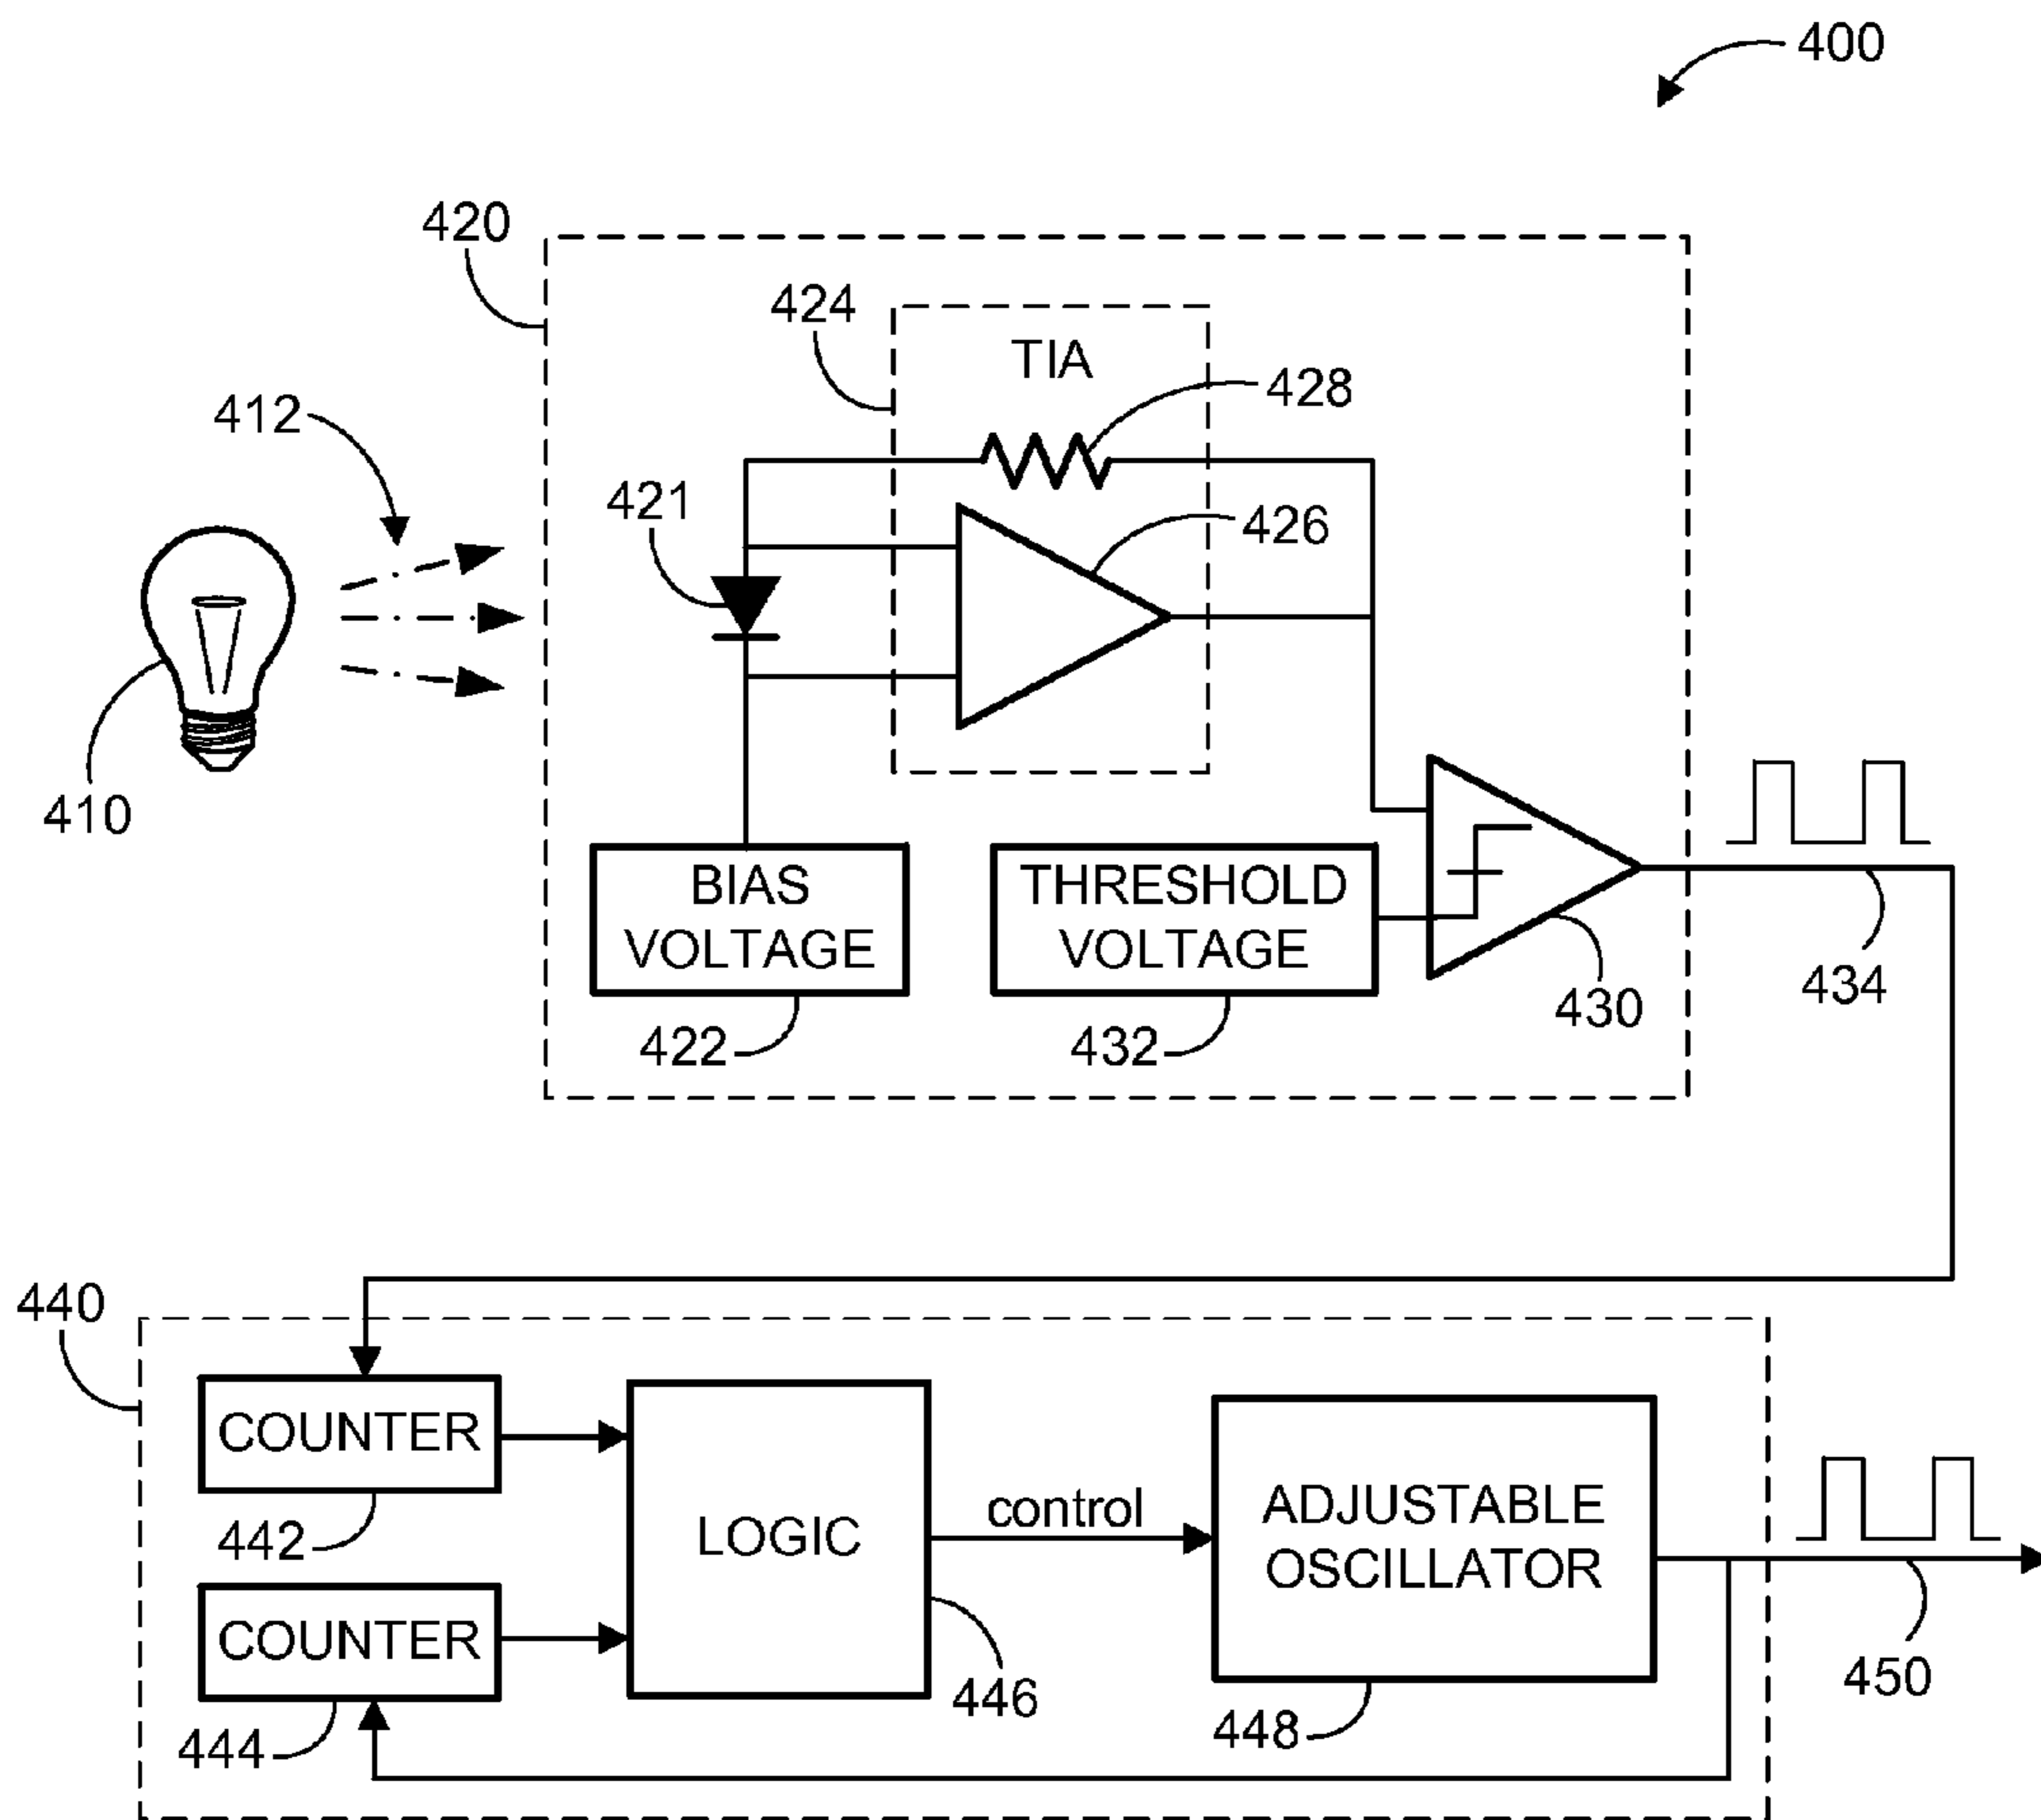 400
420
424
TIA
428
412
421
426
410
BIAS
VOLTAGE
THRESHOLD
VOLTAGE
422
432
430
434
440
COUNTER
442
LOGIC
control
ADJUSTABLE
OSCILLATOR
COUNTER
444
446
448
450